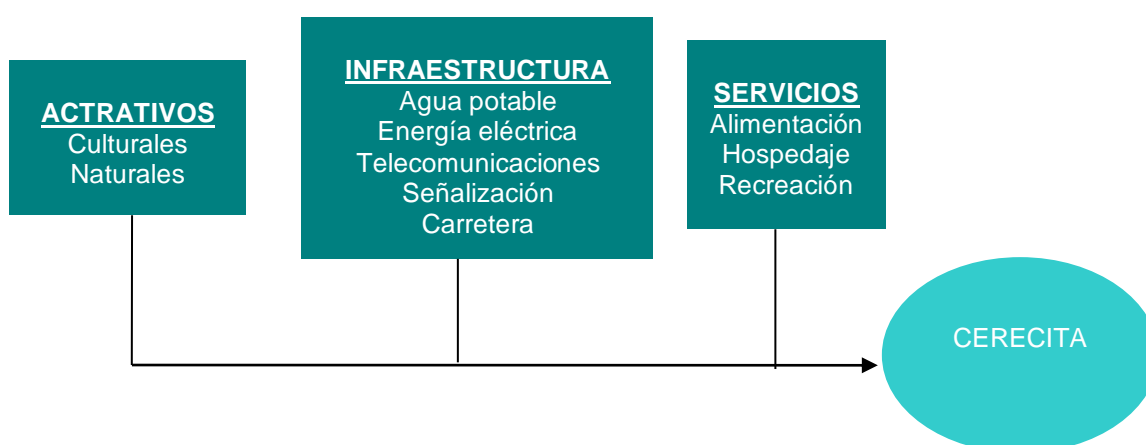 ACTRATIVOS
Culturales
Naturales
INFRAESTRUCTURA
Agua potable
Energía eléctrica
Telecomunicaciones
Señalización
Carretera
SERVICIOS
Alimentación
Hospedaje
Recreación
CERECITA